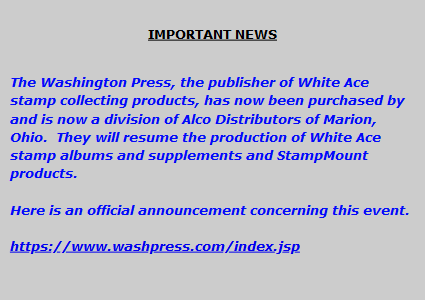 IMPORTANT NEWS
The Washington Press, the publisher of White Ace
stamp collecting products, has now been purchased by
and is now a division of Alco Distributors of Marion,
Ohio.  They will resume the production of White Ace
stamp albums and supplements and StampMount
products.
Here is an official announcement concerning this event.
https://www.washpress.com/index.jsp